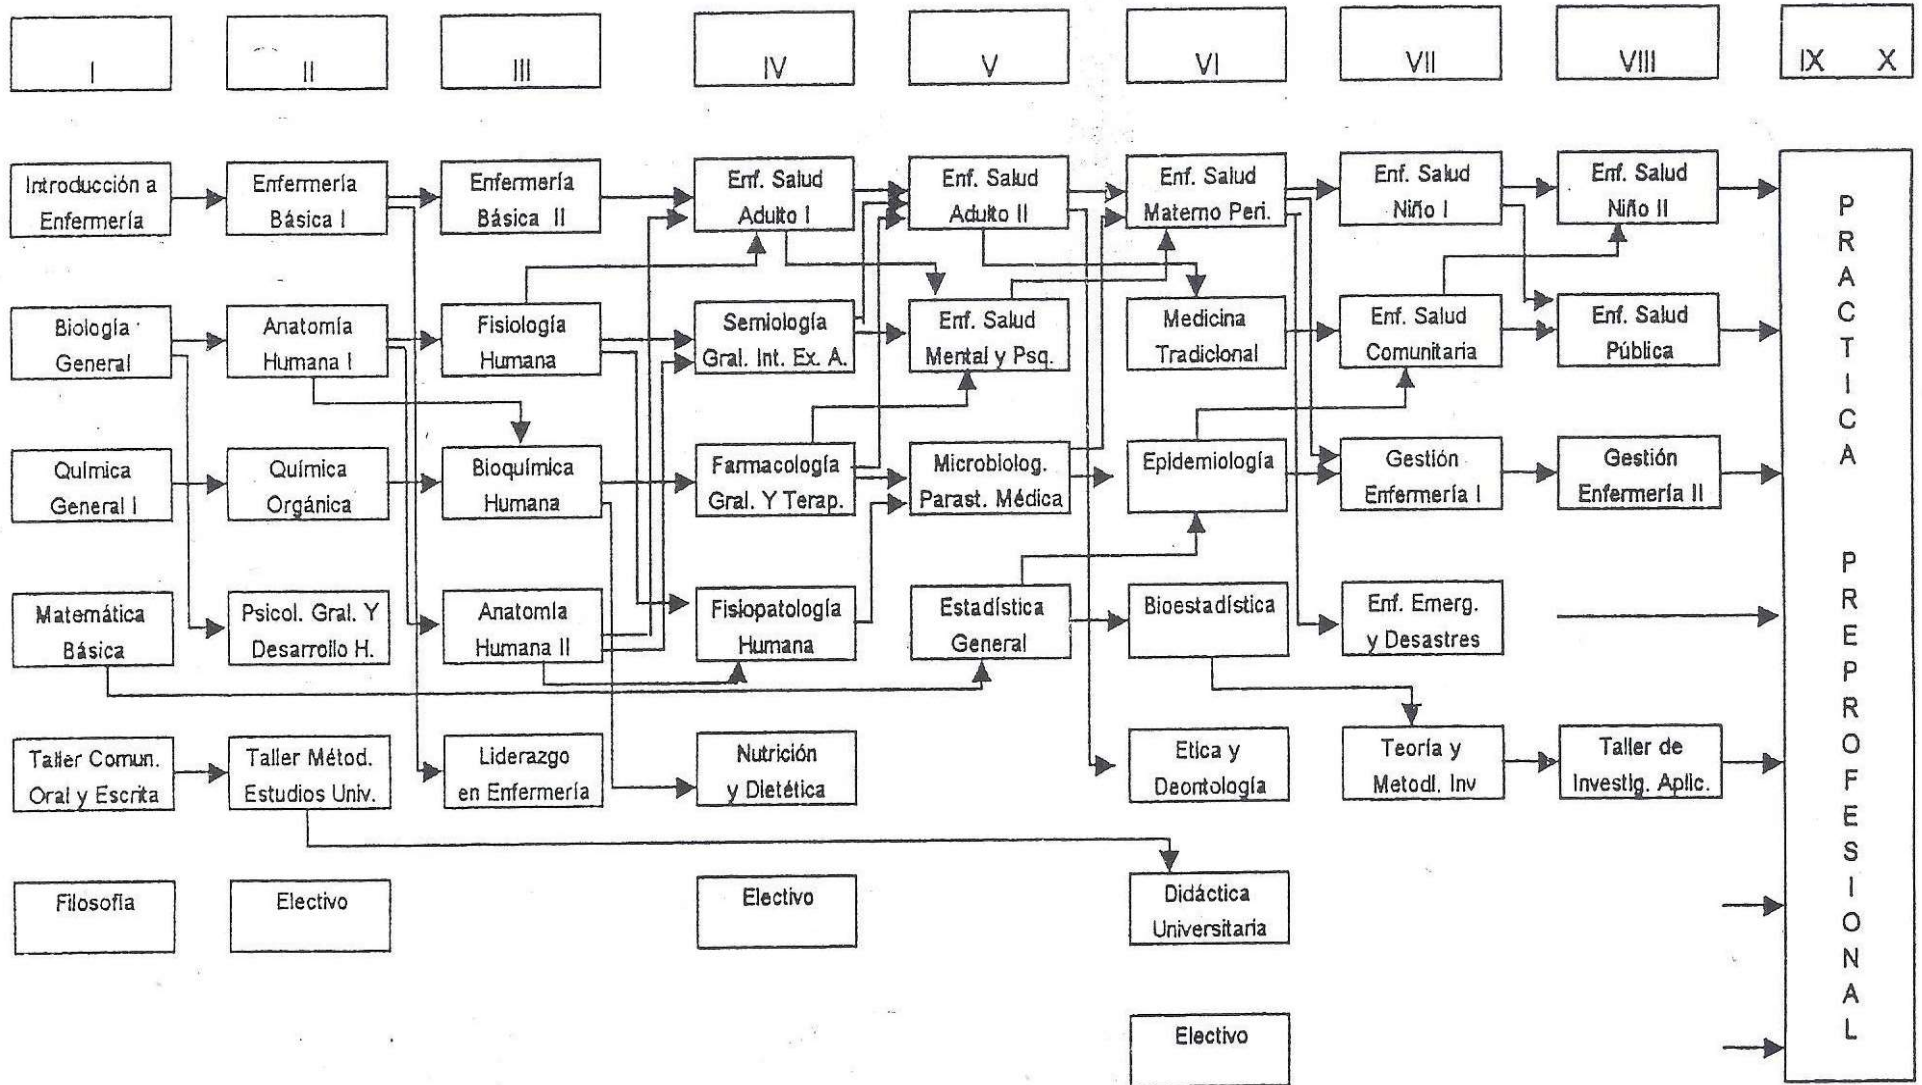 I
II
III
IV
V
VI
VII
VIII
IX X
Introducción a
Enfermería
Enfermería
Básica I
Enfermería
Básica II
Enf. Salud
Adulto I
Enf. Salud
Adulto II
Enf. Salud
Materno Peri.
Enf. Salud
Niño I
Enf. Salud
Niño II
Biología
General
Anatomía
Humana I
Fisiología
Humana
Semiología
Gral. Int. Ex. A.
Enf. Salud
Mental y Psq.
Medicina
Tradicional
Enf. Salud
Comunitaria
Enf. Salud
Pública
Química
General I
Química
Orgánica
Bioquímica
Humana
Farmacología
Gral. Y Terap.
Microbiolog.
Parast. Médica
Epidemiología
Gestión
Enfermería I
Gestión
Enfermería II
Matemática
Básica
Psicol. Gral. Y
Desarrollo H.
Anatomía
Humana II
Fisiopatología
Humana
Estadística
General
Bioestadística
Enf. Emerg.
y Desastres
Taller Comun.
Oral y Escrita
Taller Métod.
Estudios Univ.
Liderazgo
en Enfermería
Nutrición
y Dietética
Etica y
Deontología
Teoría y
Metodl. Inv
Taller de
Investig. Aplic.
Filosofía
Electivo
Electivo
Didáctica
Universitaria
Electivo
PRACTICA PREPROFESIONAL